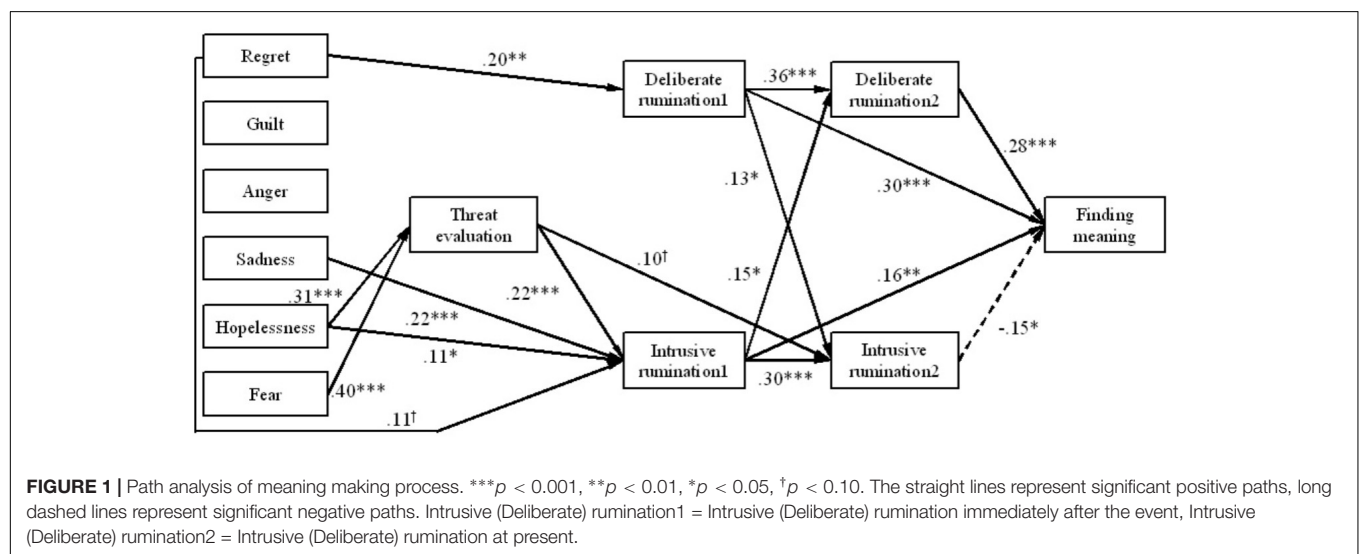 Regret
.20**
Deliberate
rumination1
.36***
Deliberate
rumination2
Guilt
.28***
.13*
.30***
Anger
Threat
evaluation
Finding
meaning
Sadness
.10†
.15*
.16**
.31***
.22***
Hopelessness
.22***
.11*
Intrusive
rumination1
Intrusive
rumination2
-.15*
.30***
Fear
.40***
.11†
FIGURE 1 | Path analysis of meaning making process. ***p < 0.001, **p < 0.01, *p < 0.05, †p < 0.10. The straight lines represent significant positive paths, long
dashed lines represent significant negative paths. Intrusive (Deliberate) rumination1 = Intrusive (Deliberate) rumination immediately after the event, Intrusive
(Deliberate) rumination2 = Intrusive (Deliberate) rumination at present.